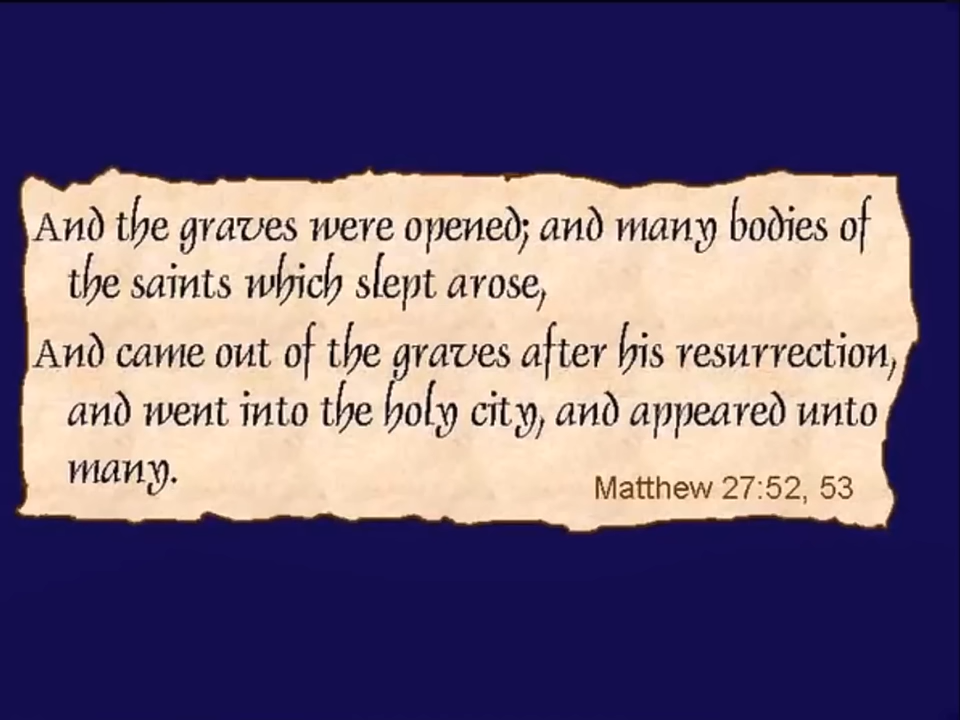 And the graves were opened; and many bodies of
the saints which slept arose,
And came out of the graves after his resurrection,
and went into the holy city, and appeared unto
many.
Matthew 27:52, 53